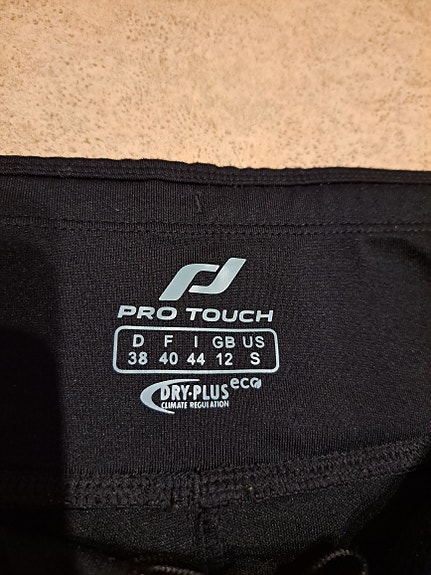 PRO TOUCH
D F I GB US
38 40 44 12 S
DRY-PLUS eco
CLIMATE REGULATION